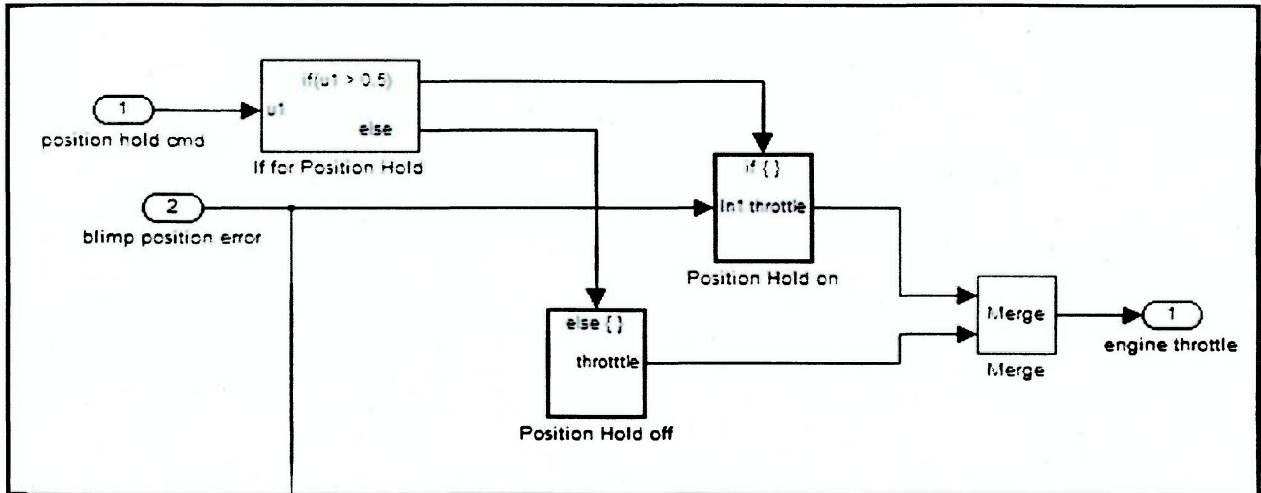 if(u1 > 0.5)
1
u1
position hold cmd
else
If for Position Hold
if { }
2
In1 throttle
blimp position error
Position Hold on
else { }
Merge
1
throtttle
engine throttle
Merge
Position Hold off